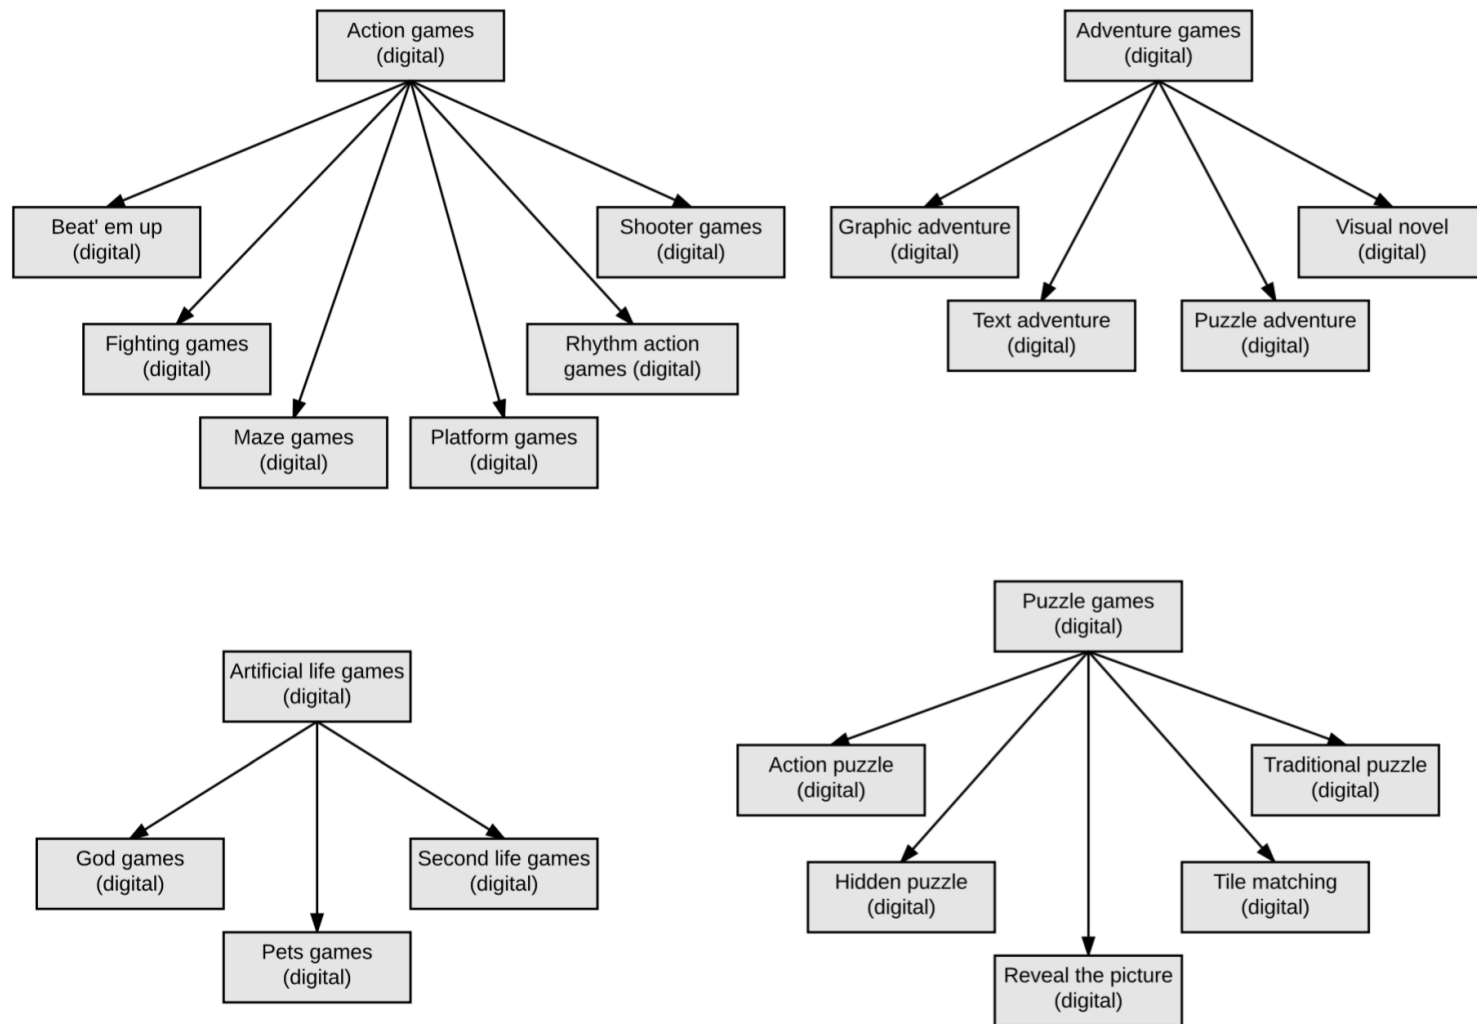 Action games
(digital)
Adventure games
(digital)
Beat' em up
(digital)
Shooter games
(digital)
Graphic adventure
(digital)
Visual novel
(digital)
Fighting games
(digital)
Rhythm action
games (digital)
Text adventure
(digital)
Puzzle adventure
(digital)
Maze games
(digital)
Platform games
(digital)
Artificial life games
(digital)
Puzzle games
(digital)
God games
(digital)
Second life games
(digital)
Pets games
(digital)
Action puzzle
(digital)
Traditional puzzle
(digital)
Hidden puzzle
(digital)
Tile matching
(digital)
Reveal the picture
(digital)